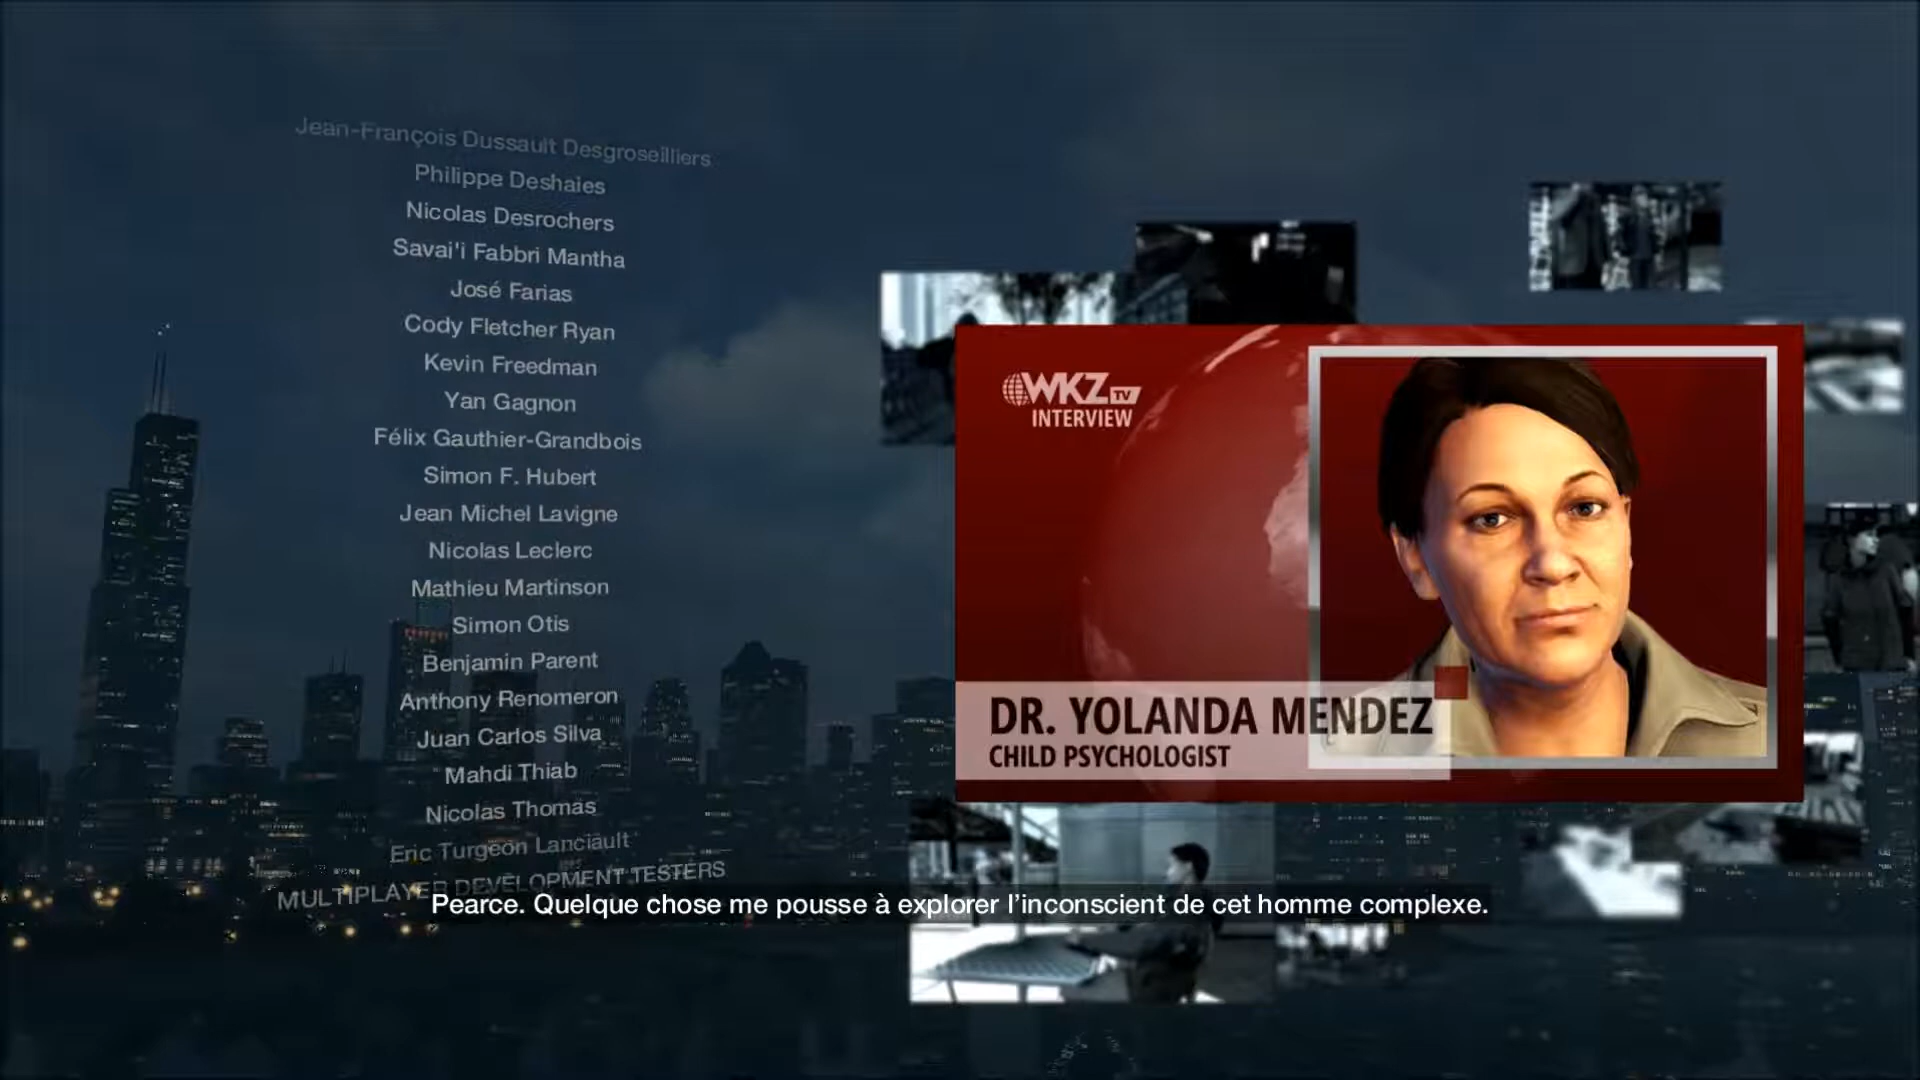 Jean-François Dussault Desgroseilliers
Philippe Deshaies
Nicolas Desrochers
Savai'i Fabbri Mantha
José Farias
Cody Fletcher Ryan
Kevin Freedman
Yan Gagnon
Félix Gauthier-Grandbois
Simon F. Hubert
Jean Michel Lavigne
Nicolas Leclerc
Mathieu Martinson
Simon Otis
Benjamin Parent
Anthony Renomeron
Juan Carlos Silva
Mahdi Thiab
Nicolas Thomas
Eric Turgeon Lanciault
MULTIPLAYER DEVELOPMENT TESTERS
WKZ TV
INTERVIEW
DR. YOLANDA MENDEZ
CHILD PSYCHOLOGIST
Pearce. Quelque chose me pousse à explorer l'inconscient de cet homme complexe.